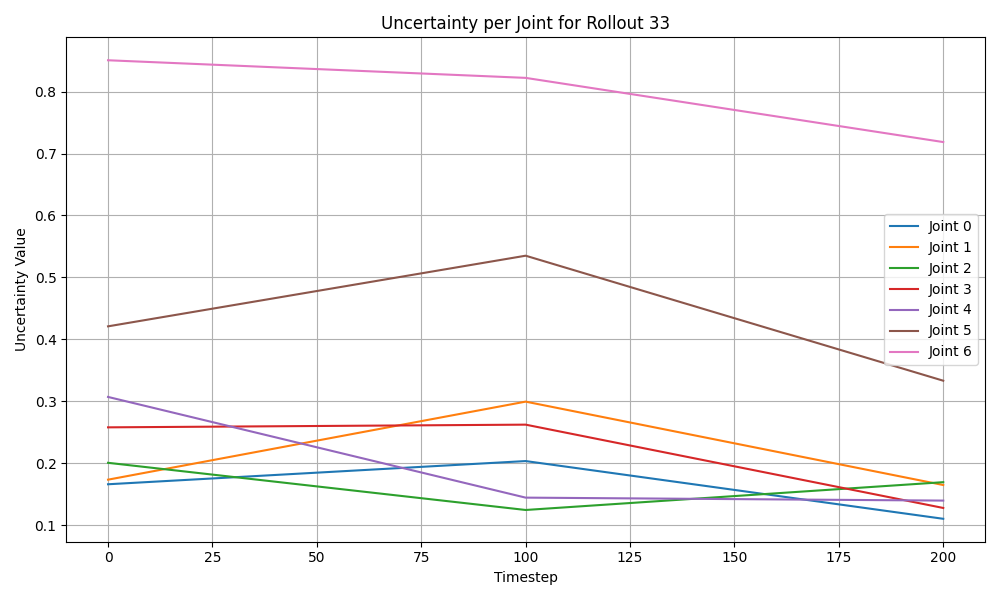 Uncertainty per Joint for Rollout 33
Uncertainty Value
0.8
0.7
0.6
0.5
0.4
0.3
0.2
0.1
Joint 0
Joint 1
Joint 2
Joint 3
Joint 4
Joint 5
Joint 6
0 25 50 75 100 125 150 175 200
Timestep